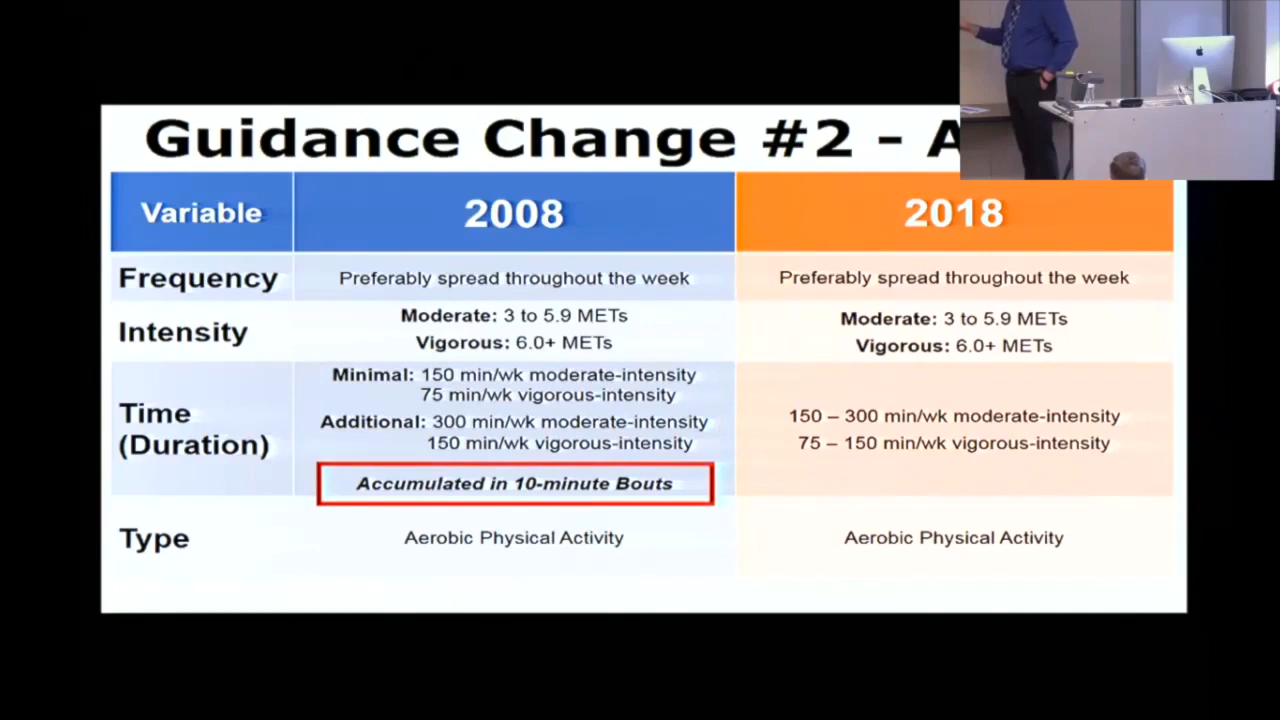 Guidance Change #2 - A
Variable
2008
2018
Frequency
Preferably spread throughout the week
Preferably spread throughout the week
Intensity
Moderate: 3 to 5.9 METs
Vigorous: 6.0+ METs
Moderate: 3 to 5.9 METs
Vigorous: 6.0+ METs
Time
(Duration)
Minimal: 150 min/wk moderate-intensity
75 min/wk vigorous-intensity
Additional: 300 min/wk moderate-intensity
150 min/wk vigorous-intensity
Accumulated in 10-minute Bouts
150 – 300 min/wk moderate-intensity
75 – 150 min/wk vigorous-intensity
Type
Aerobic Physical Activity
Aerobic Physical Activity